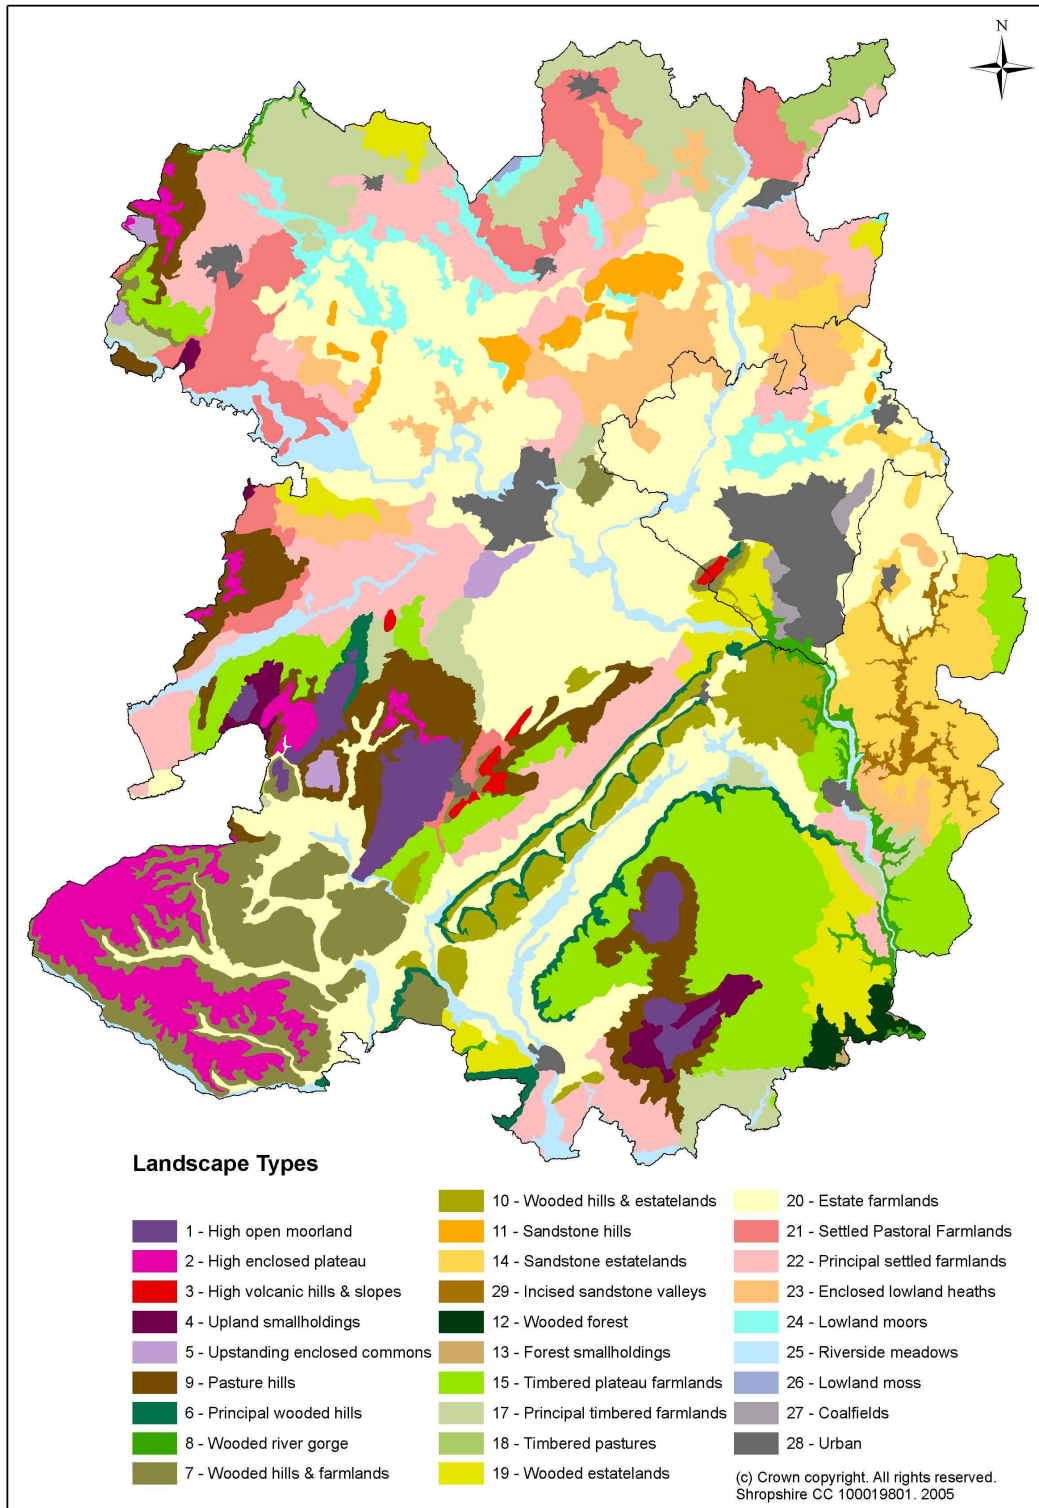 N
Landscape Types
1 - High open moorland
2 - High enclosed plateau
3 - High volcanic hills & slopes
4 - Upland smallholdings
5 - Upstanding enclosed commons
9 - Pasture hills
6 - Principal wooded hills
8 - Wooded river gorge
7 - Wooded hills & farmlands
10 - Wooded hills & estatelands
11 - Sandstone hills
14 - Sandstone estatelands
29 - Incised sandstone valleys
12 - Wooded forest
13 - Forest smallholdings
15 - Timbered plateau farmlands
17 - Principal timbered farmlands
18 - Timbered pastures
19 - Wooded estatelands
20 - Estate farmlands
21 - Settled Pastoral Farmlands
22 - Principal settled farmlands
23 - Enclosed lowland heaths
24 - Lowland moors
25 - Riverside meadows
26 - Lowland moss
27 - Coalfields
28 - Urban
(c) Crown copyright. All rights reserved.
Shropshire CC 100019801. 2005